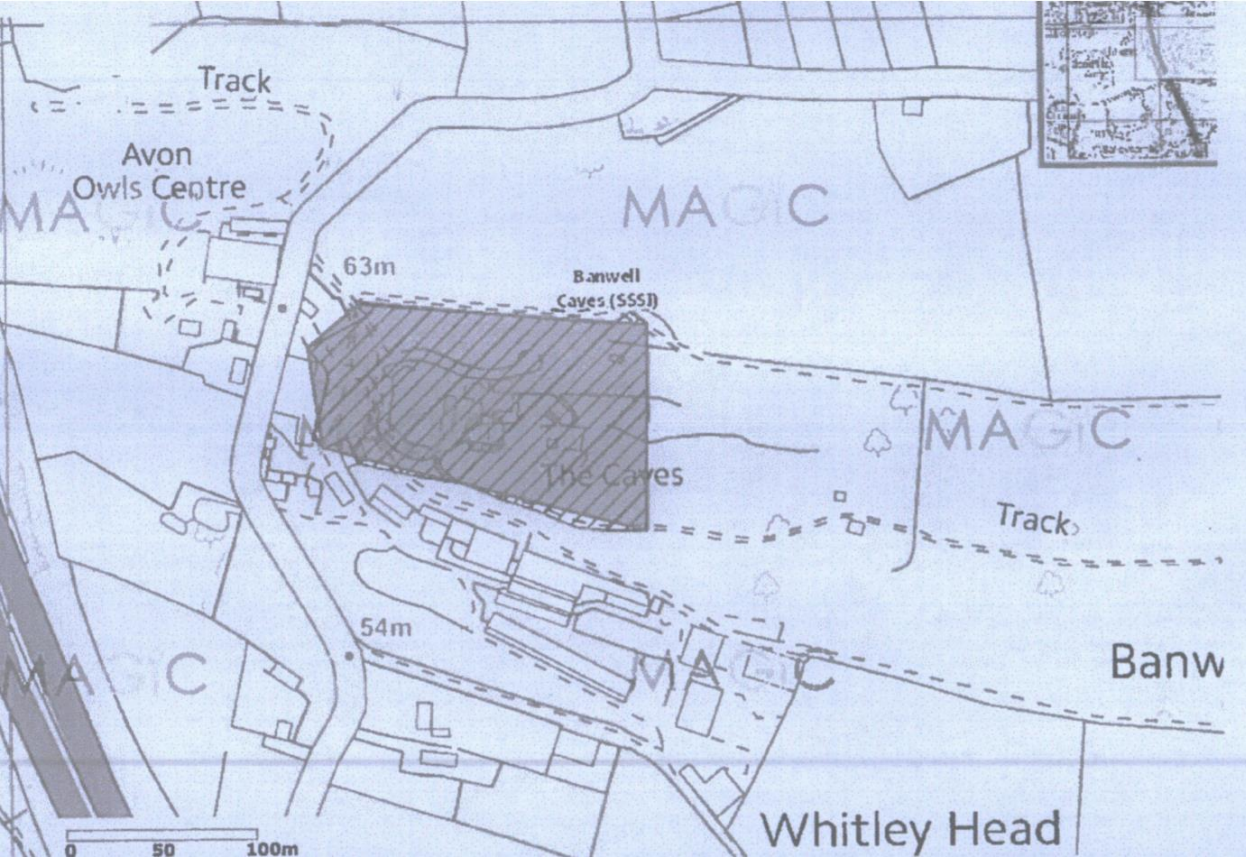 Track
Avon
Owls Centre
MAGiC
MAGiC
63m
Banwell
Caves (SSSI)
MAGiC
The Caves
Track
54m
MAGiC
MAGiC
Banw
Whitley Head
0 50 100m